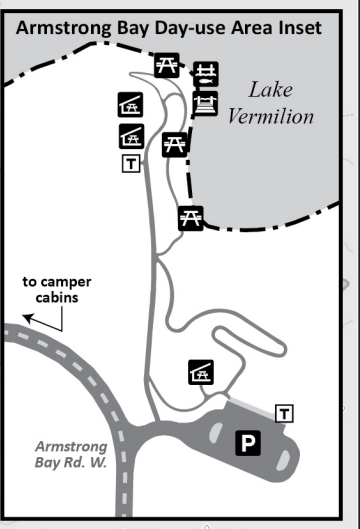 Armstrong Bay Day-use Area Inset
Lake
Vermilion
T
to camper
cabins
T
Armstrong
Bay Rd. W.
P